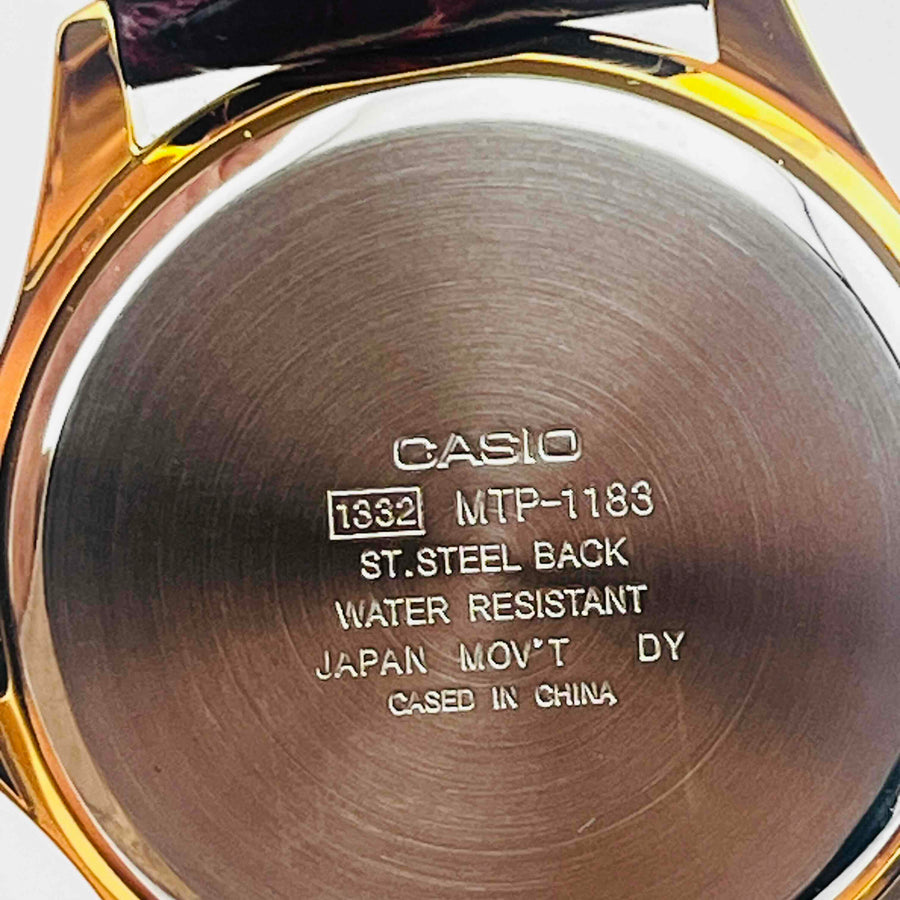 CASIO
1332 MTP-1183
ST.STEEL BACK
WATER RESISTANT
JAPAN MOV'T DY
CASED IN CHINA